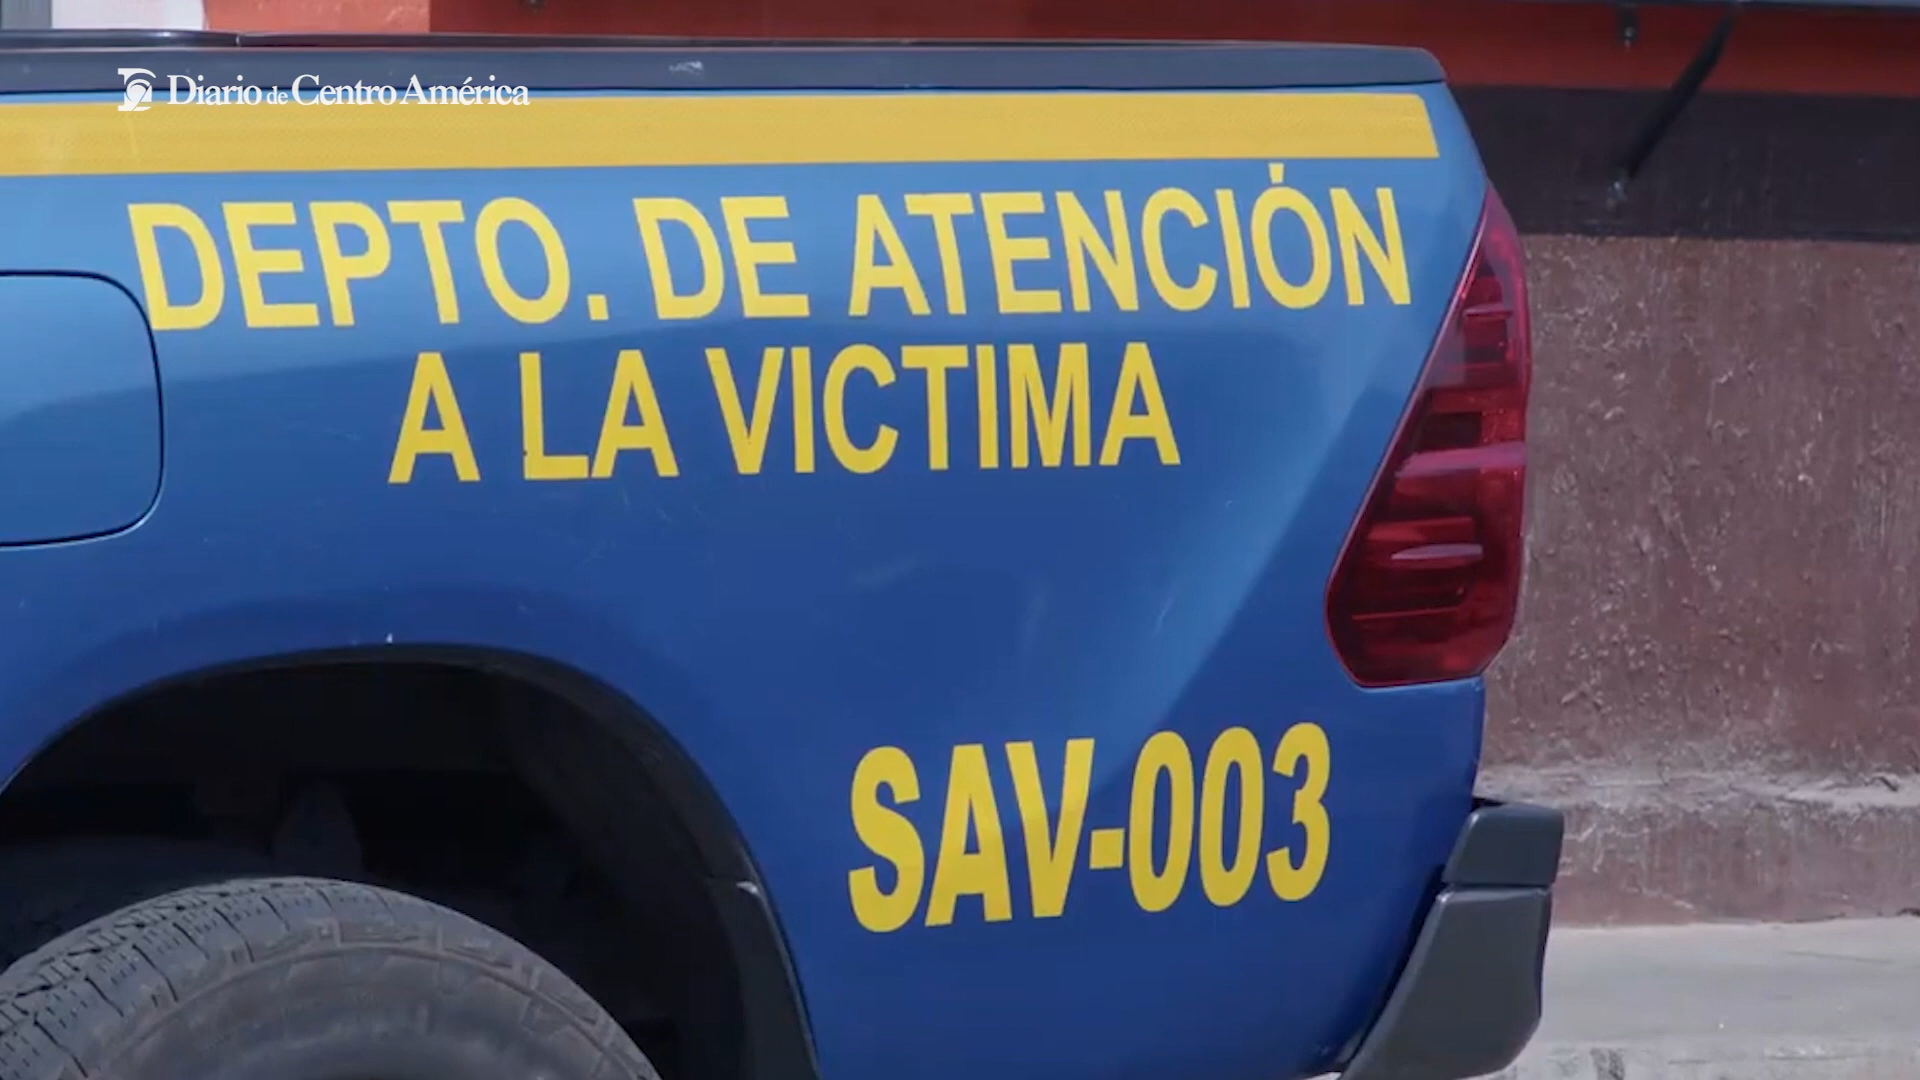 Diario de Centro América
DEPTO. DE ATENCIÓN
A LA VICTIMA
SAV-003